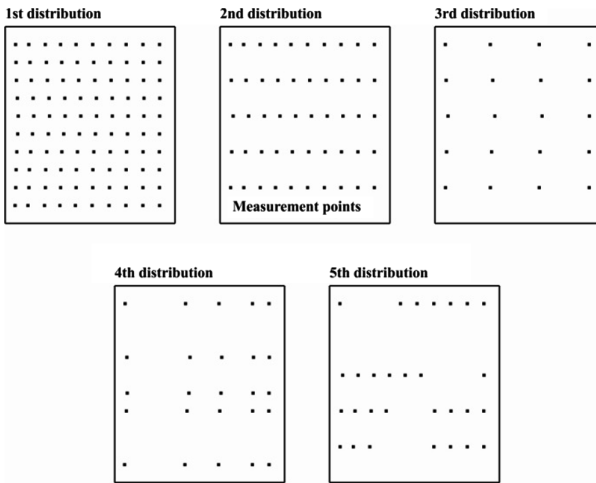 1st distribution
2nd distribution
3rd distribution
Measurement points
4th distribution
5th distribution